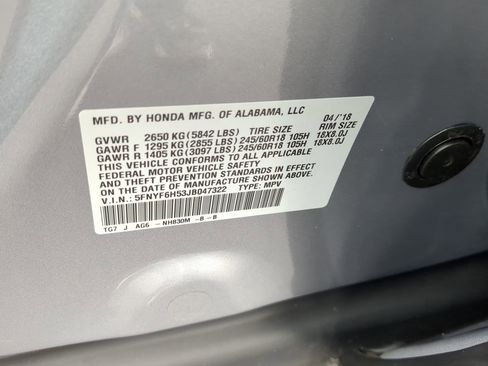 MFD. BY HONDA MFG. OF ALABAMA, LLC 04/'18
GVWR 2650 KG (5842 LBS) TIRE SIZE RIM SIZE
GAWR F 1295 KG (2855 LBS) 245/60R18 105H 18X8.0J
GAWR R 1405 KG (3097 LBS) 245/60R18 105H 18X8.0J
THIS VEHICLE CONFORMS TO ALL APPLICABLE
FEDERAL MOTOR VEHICLE SAFETY STANDARDS IN
EFFECT ON THE DATE OF MANUFACTURE SHOWN ABOVE.
V.I.N.: 5FNYF6H53JB047322 TYPE: MPV
TG7 J AG6 -NH830M -B -B